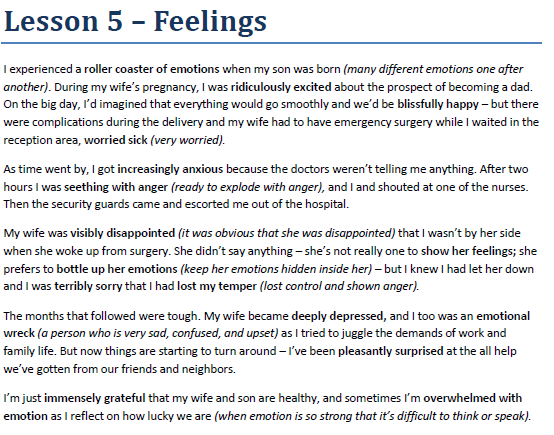 Lesson 5 – Feelings
I experienced a roller coaster of emotions when my son was born (many different emotions one after
another). During my wife's pregnancy, I was ridiculously excited about the prospect of becoming a dad.
On the big day, I'd imagined that everything would go smoothly and we'd be blissfully happy – but there
were complications during the delivery and my wife had to have emergency surgery while I waited in the
reception area, worried sick (very worried).
As time went by, I got increasingly anxious because the doctors weren't telling me anything. After two
hours I was seething with anger (ready to explode with anger), and I and shouted at one of the nurses.
Then the security guards came and escorted me out of the hospital.
My wife was visibly disappointed (it was obvious that she was disappointed) that I wasn't by her side
when she woke up from surgery. She didn't say anything – she's not really one to show her feelings; she
prefers to bottle up her emotions (keep her emotions hidden inside her) – but I knew I had let her down
and I was terribly sorry that I had lost my temper (lost control and shown anger).
The months that followed were tough. My wife became deeply depressed, and I too was an emotional
wreck (a person who is very sad, confused, and upset) as I tried to juggle the demands of work and
family life. But now things are starting to turn around – I've been pleasantly surprised at the all help
we've gotten from our friends and neighbors.
I'm just immensely grateful that my wife and son are healthy, and sometimes I'm overwhelmed with
emotion as I reflect on how lucky we are (when emotion is so strong that it's difficult to think or speak).